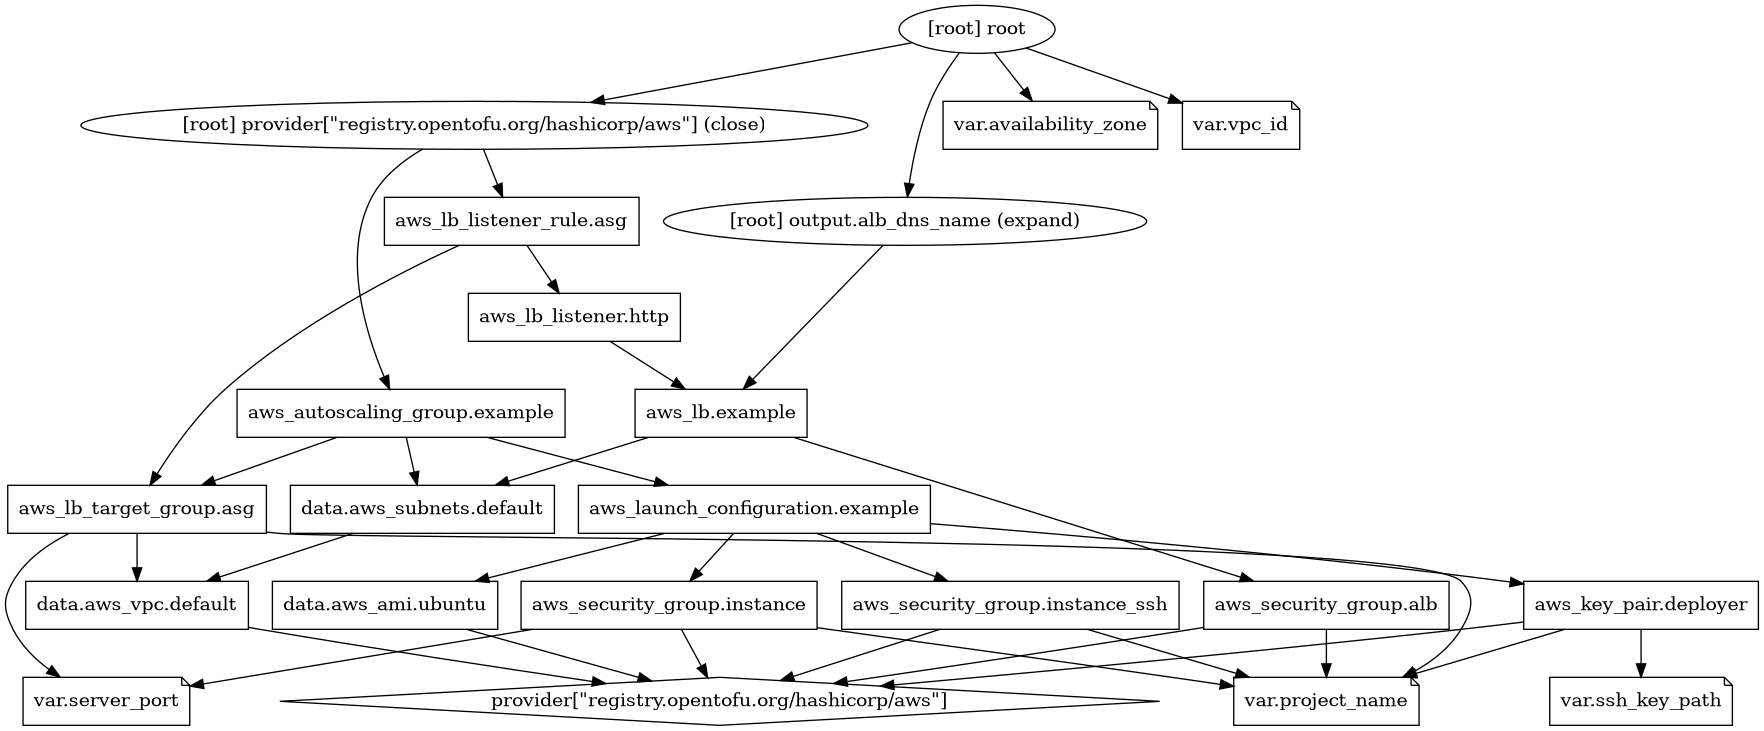 [root] root
[root] provider[\"registry.opentofu.org/hashicorp/aws\"] (close)
var.availability_zone
var.vpc_id
aws_lb_listener_rule.asg
[root] output.alb_dns_name (expand)
aws_lb_listener.http
aws_autoscaling_group.example
aws_lb.example
aws_lb_target_group.asg
data.aws_subnets.default
aws_launch_configuration.example
data.aws_vpc.default
data.aws_ami.ubuntu
aws_security_group.instance
aws_security_group.instance_ssh
aws_security_group.alb
aws_key_pair.deployer
var.server_port
provider[\"registry.opentofu.org/hashicorp/aws\"]
var.project_name
var.ssh_key_path